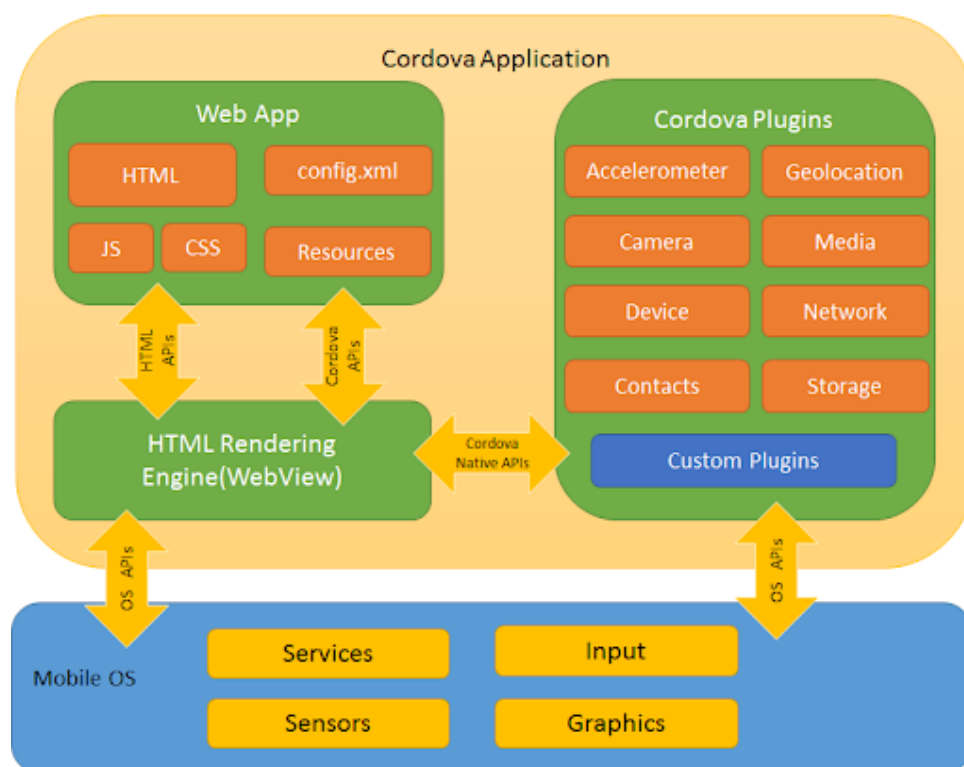 Cordova Application
Web App
HTML
config.xml
JS
CSS
Resources
HTML
APIs
Cordova
APIs
HTML Rendering
Engine(WebView)
Cordova
Native APIs
Cordova Plugins
Accelerometer
Geolocation
Camera
Media
Device
Network
Contacts
Storage
Custom Plugins
OS APIs
OS APIs
Mobile OS
Services
Input
Sensors
Graphics